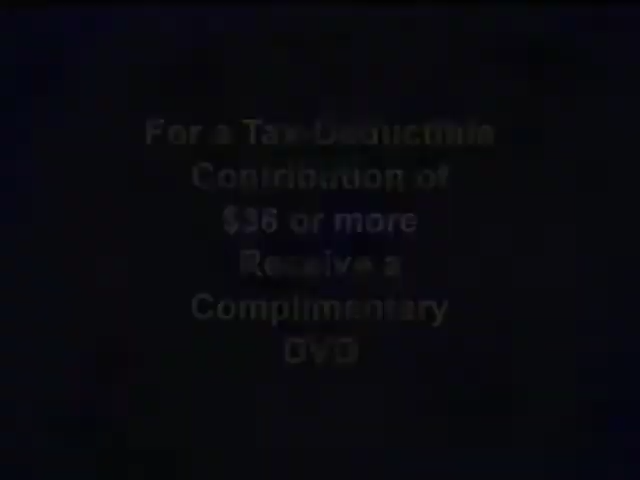 For a Tax-Deductible
Contribution of
$36 or more
Receive a
Complimentary
DVD